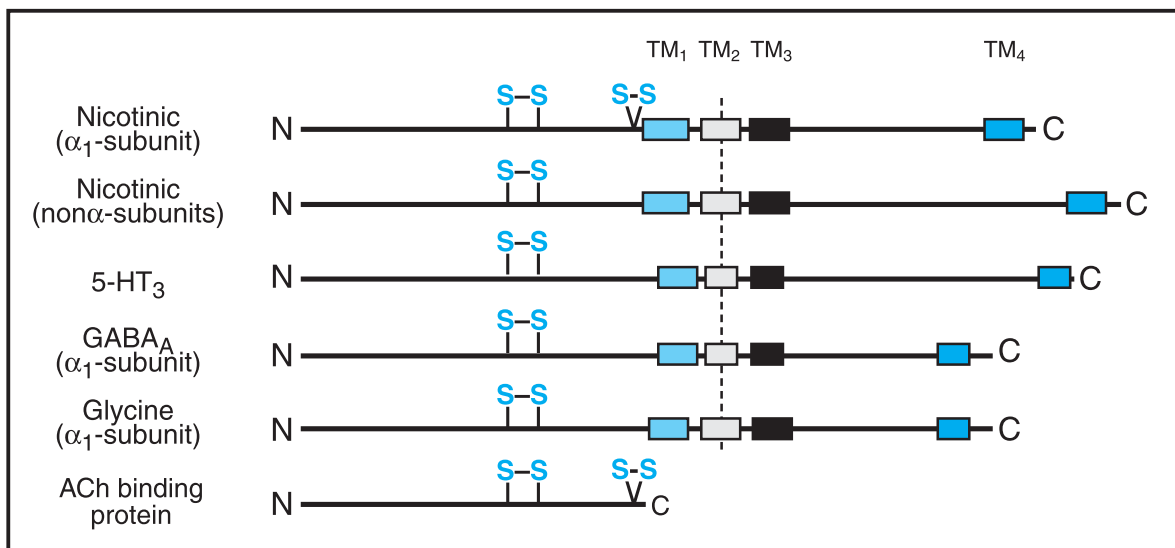 TM₁ TM₂ TM₃ TM₄
S–S S-S
Nicotinic
(α₁-subunit) N C
S–S
Nicotinic
(nonα-subunits) N C
S–S
5-HT₃ N C
S–S
GABA_A
(α₁-subunit) N C
S–S
Glycine
(α₁-subunit) N C
S–S S-S
ACh binding
protein N C